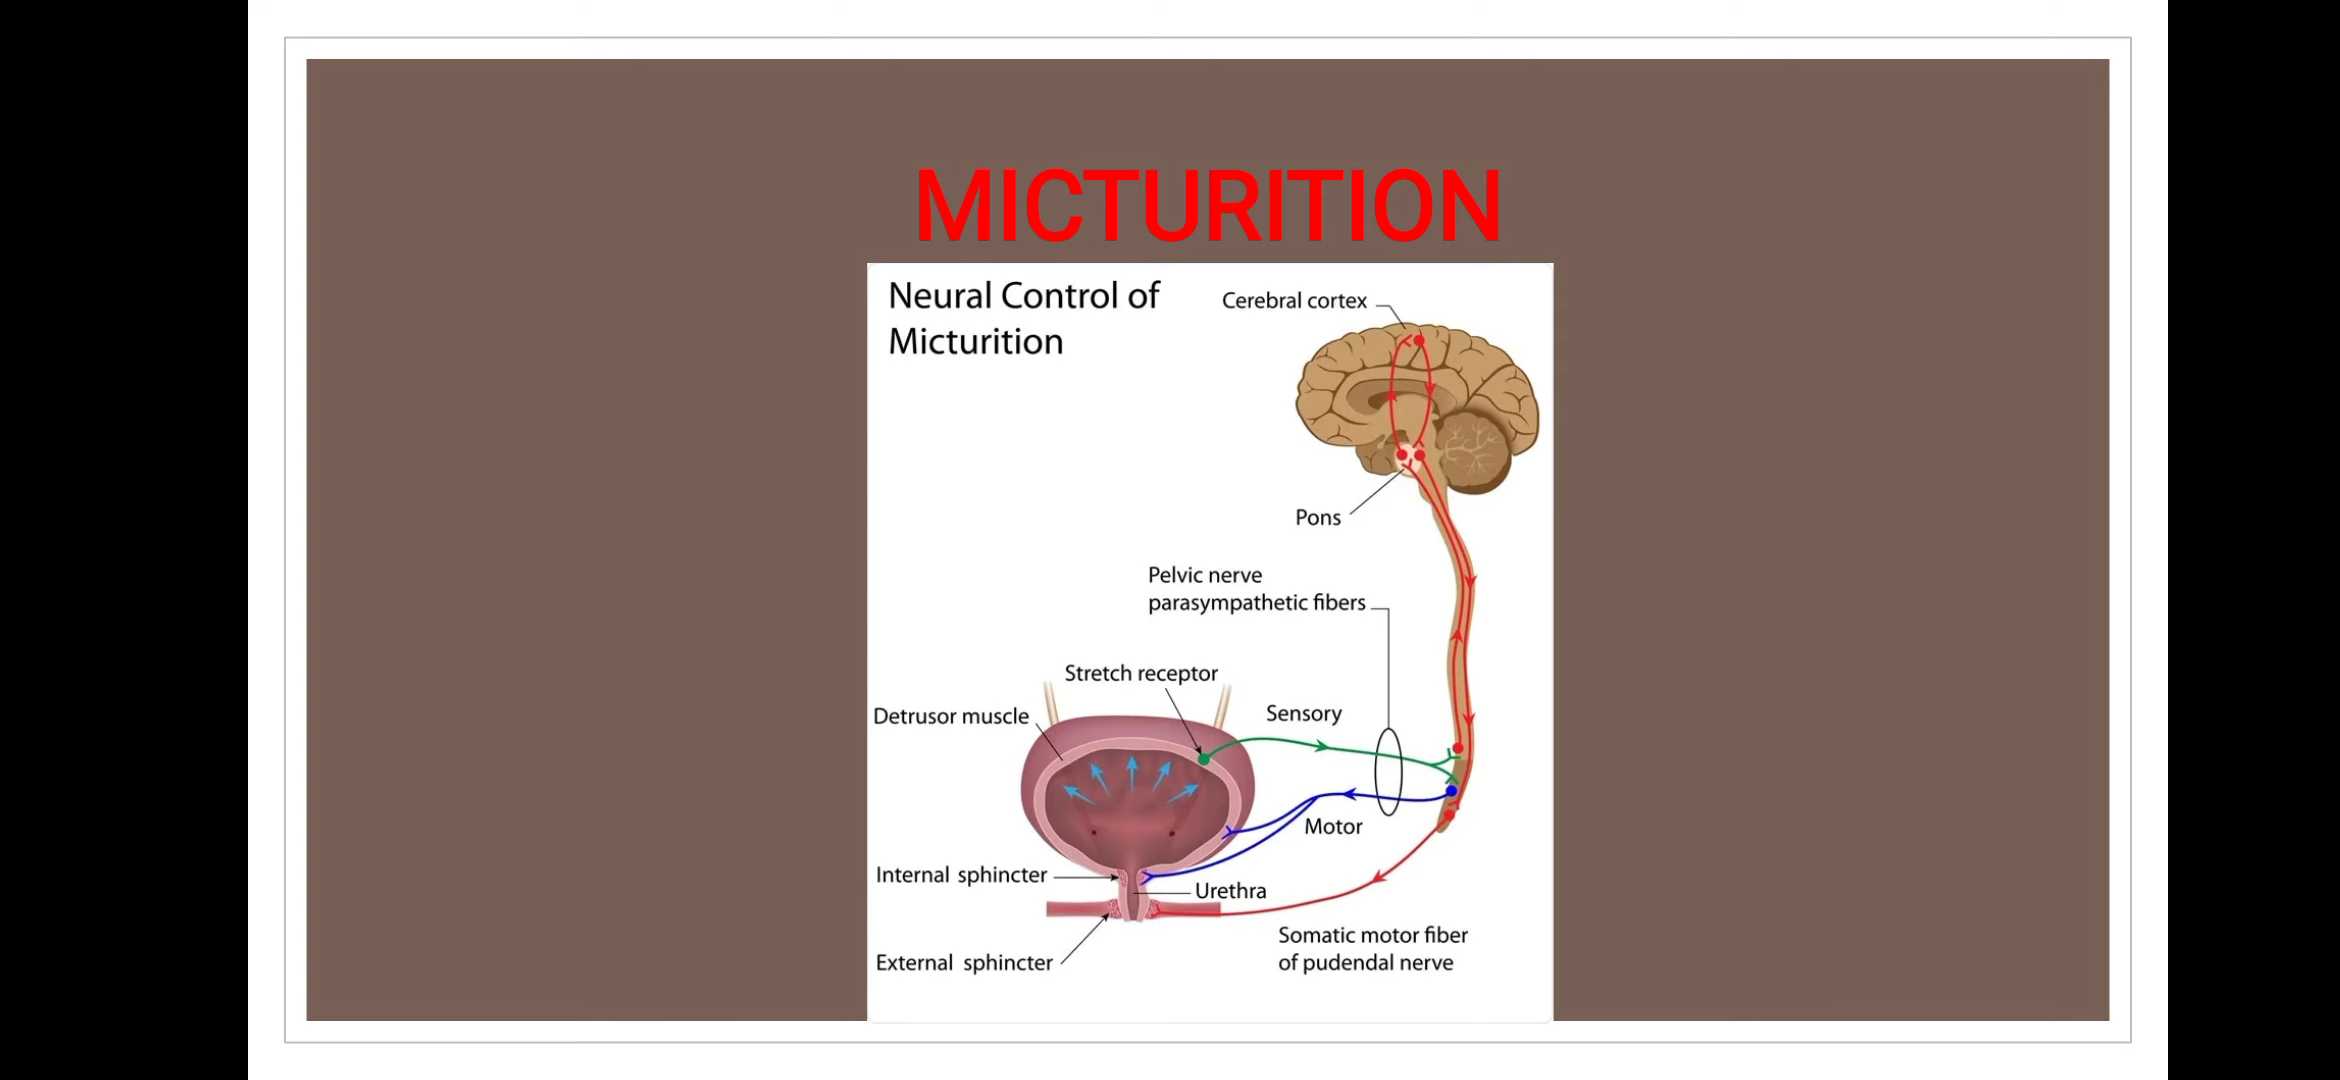 MICTURITION
Neural Control of
Micturition
Cerebral cortex
Pons
Pelvic nerve
parasympathetic fibers
Stretch receptor
Detrusor muscle
Sensory
Motor
Internal sphincter
Urethra
External sphincter
Somatic motor fiber
of pudendal nerve